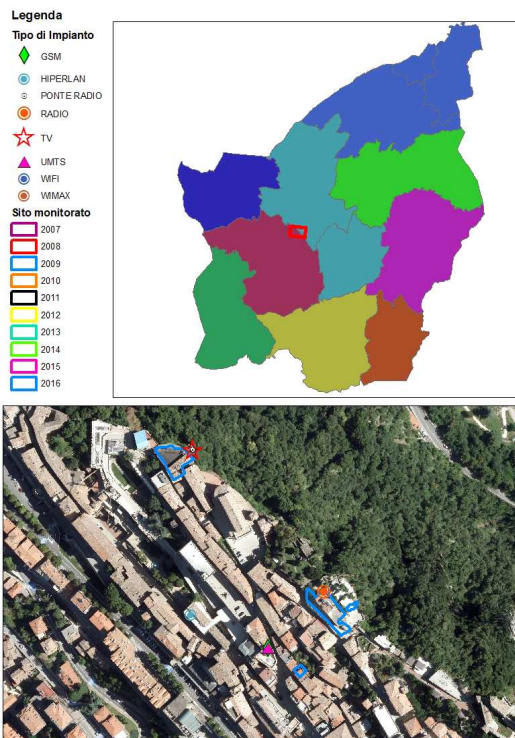 Legenda
Tipo di Impianto
GSM
HIPERLAN
PONTE RADIO
RADIO
TV
UMTS
WIFI
WIMAX
Sito monitorato
2007
2008
2009
2010
2011
2012
2013
2014
2015
2016